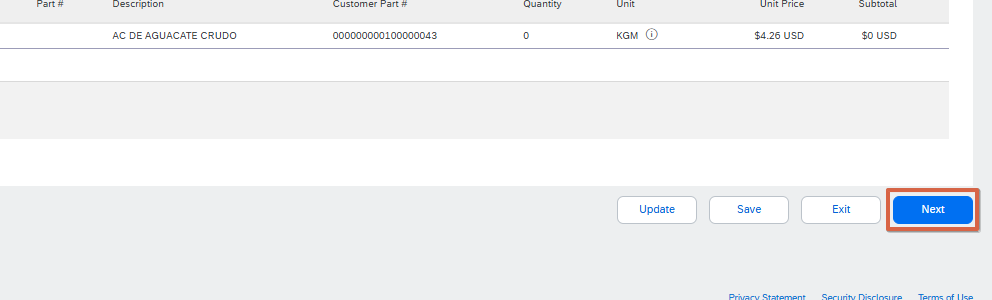 Part # Description Customer Part # Quantity Unit Unit Price Subtotal
AC DE AGUACATE CRUDO 000000000100000043 0 KGM $4.26 USD $0 USD
Update Save Exit Next
Privacy Statement Security Disclosure Terms of Use